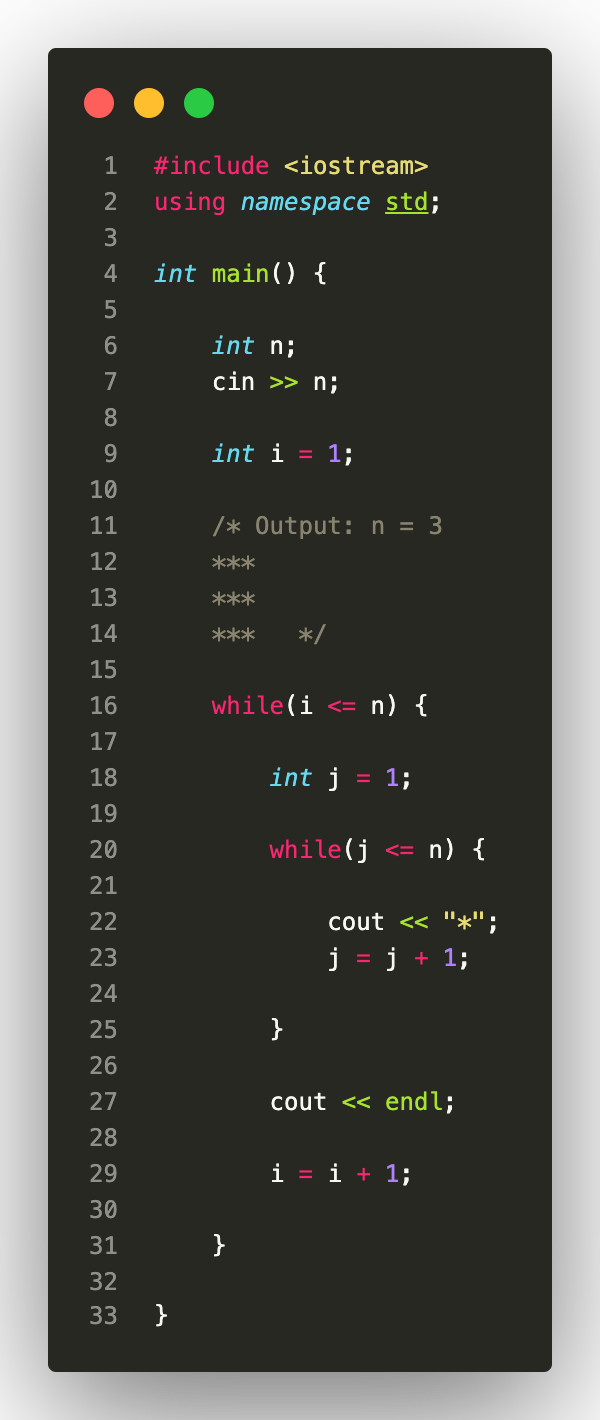 1 #include <iostream>
2 using namespace std;
3
4 int main() {
5
6     int n;
7     cin >> n;
8
9     int i = 1;
10
11     /* Output: n = 3
12     ***
13     ***
14     ***   */
15
16     while(i <= n) {
17
18         int j = 1;
19
20         while(j <= n) {
21
22             cout << "*";
23             j = j + 1;
24
25         }
26
27         cout << endl;
28
29         i = i + 1;
30
31     }
32
33 }